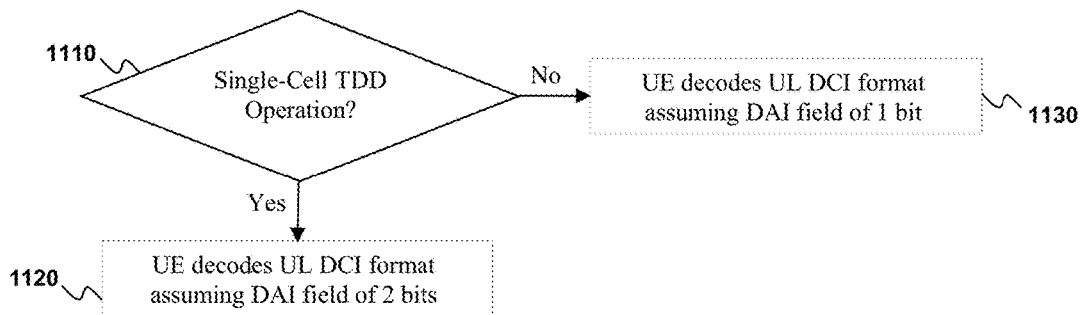 1110
Single-Cell TDD
Operation?
No
UE decodes UL DCI format
assuming DAI field of 1 bit
1130
Yes
1120
UE decodes UL DCI format
assuming DAI field of 2 bits